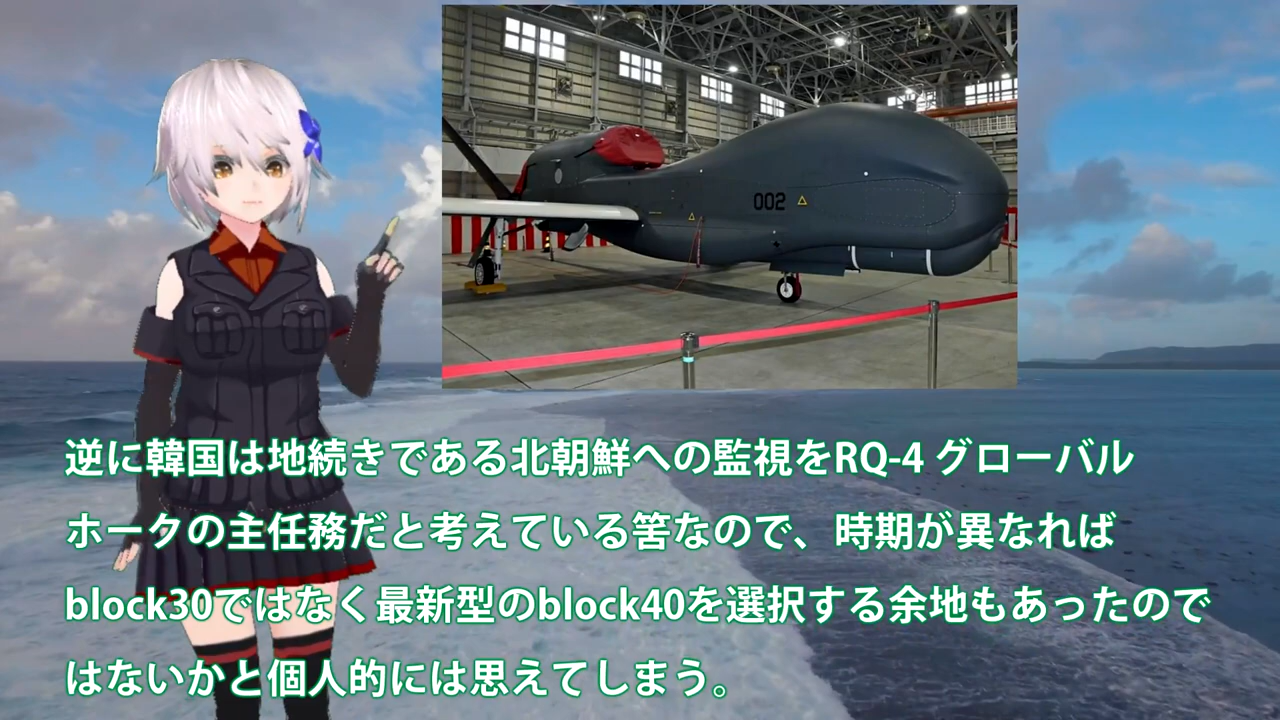 002
逆に韓国は地続きである北朝鮮への監視をRQ-4 グローバル
ホークの主任務だと考えている筈なので、時期が異なれば
block30ではなく最新型のblock40を選択する余地もあったので
はないかと個人的には思えてしまう。